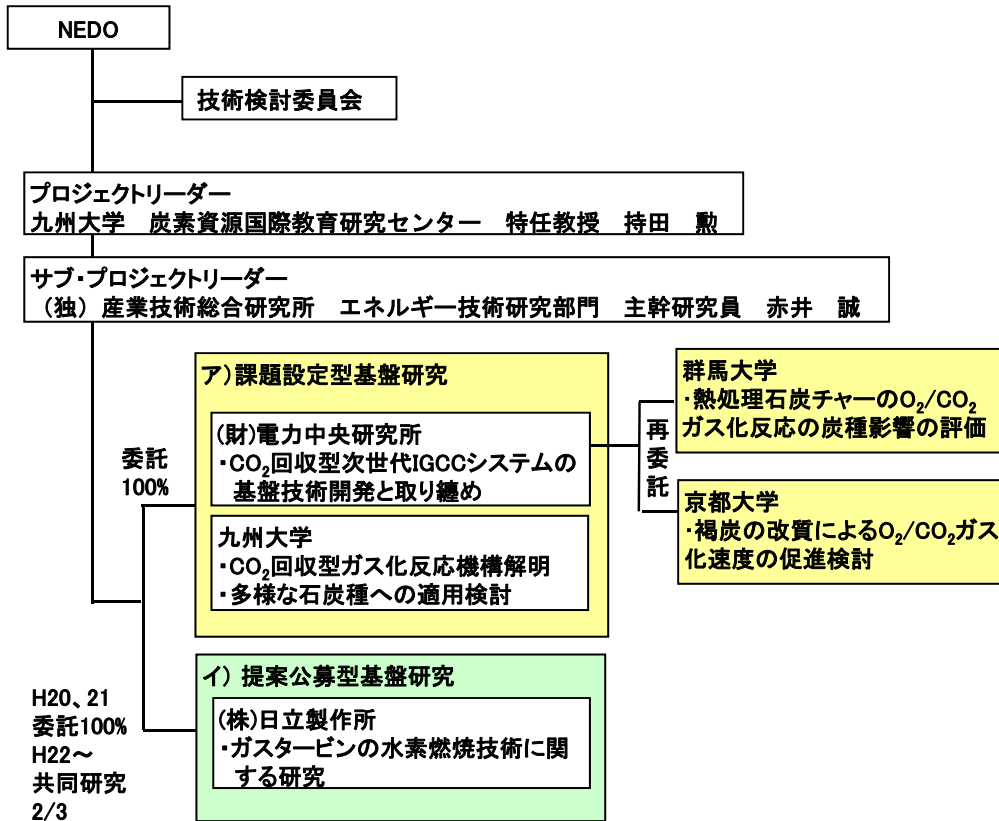 NEDO
技術検討委員会
プロジェクトリーダー
九州大学　炭素資源国際教育研究センター　特任教授　持田　勲
サブ・プロジェクトリーダー
（独）産業技術総合研究所　エネルギー技術研究部門　主幹研究員　赤井　誠
委託
100%
ア）課題設定型基盤研究
(財)電力中央研究所
・CO₂回収型次世代IGCCシステムの
基盤技術開発と取り纏め
九州大学
・CO₂回収型ガス化反応機構解明
・多様な石炭種への適用検討
再委託
群馬大学
・熱処理石炭チャーのO₂/CO₂
ガス化反応の炭種影響の評価
京都大学
・褐炭の改質によるO₂/CO₂ガス
化速度の促進検討
H20、21
委託100%
H22～
共同研究
2/3
イ）提案公募型基盤研究
(株)日立製作所
・ガスタービンの水素燃焼技術に関
する研究